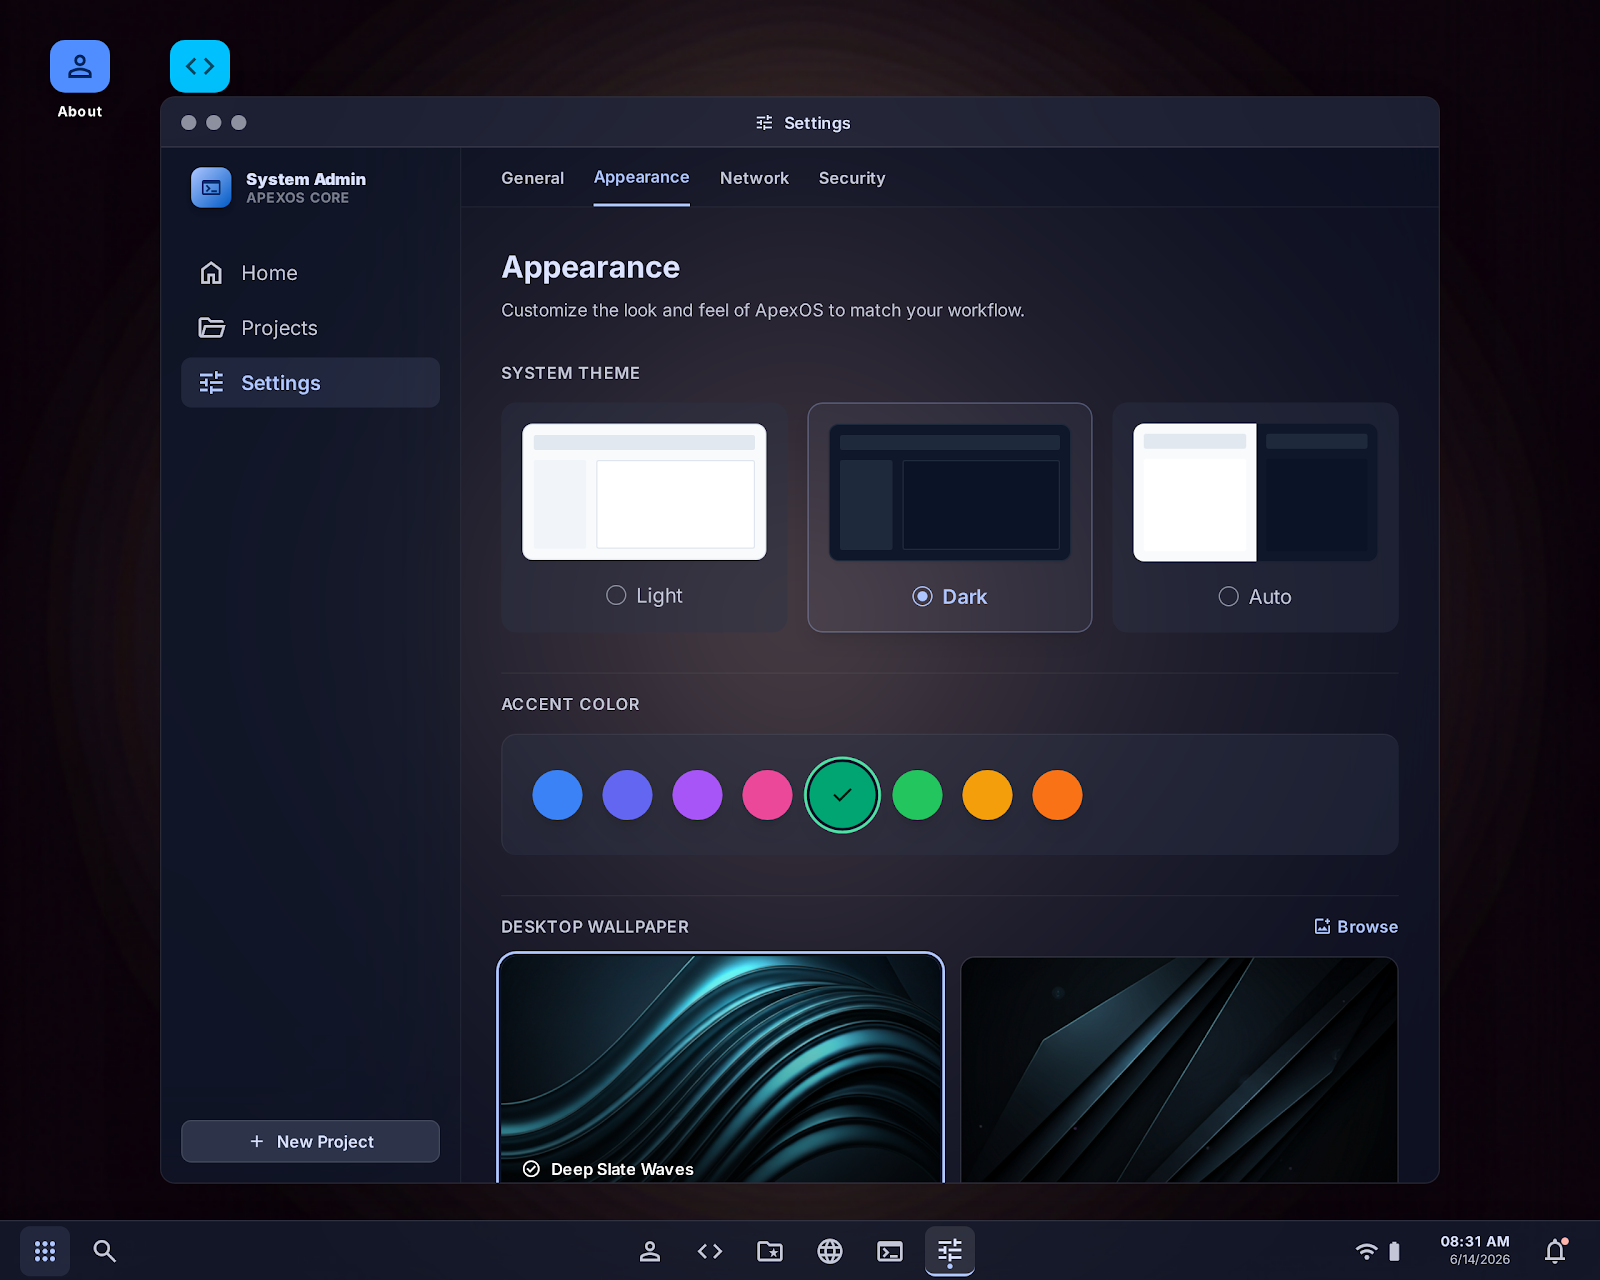 About
Settings
System Admin
APEXOS CORE
Home
Projects
Settings
New Project
General
Appearance
Network
Security
Appearance
Customize the look and feel of ApexOS to match your workflow.
SYSTEM THEME
Light
Dark
Auto
ACCENT COLOR
DESKTOP WALLPAPER
Browse
Deep Slate Waves
08:31 AM
6/14/2026